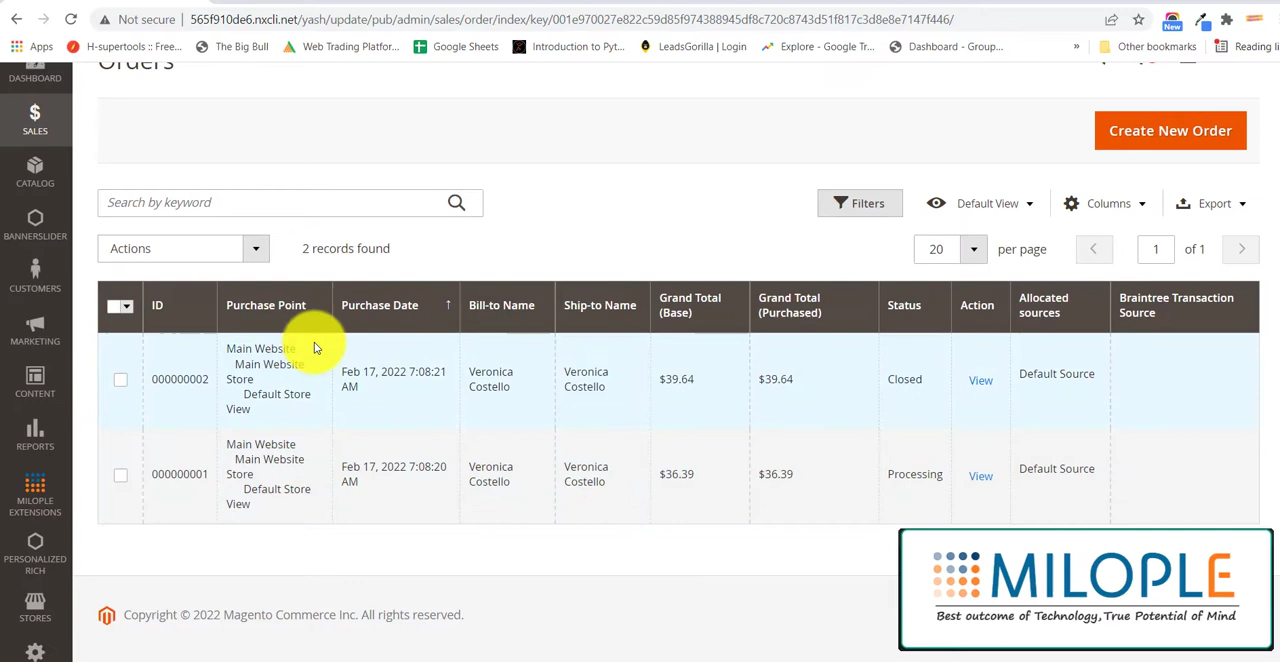 Not secure 565f910de6.nxcli.net/yash/update/pub/admin/sales/order/index/key/001e970027e822c59d85f974388945df8c720c8743d51f817c3d8e8e7147f446/
New
Apps H-supertools :: Free... The Big Bull Web Trading Platfor... Google Sheets Introduction to Pyt... LeadsGorilla | Login Explore - Google Tr... Dashboard - Group... » Other bookmarks Reading li
Orders
DASHBOARD
SALES
CATALOG
BANNERSLIDER
CUSTOMERS
MARKETING
CONTENT
REPORTS
MILOPLE
EXTENSIONS
PERSONALIZED
RICH
STORES
Create New Order
Search by keyword
Filters Default View Columns Export
Actions 2 records found 20 per page 1 of 1
ID Purchase Point Purchase Date ↑ Bill-to Name Ship-to Name Grand Total (Base) Grand Total (Purchased) Status Action Allocated sources Braintree Transaction Source
000000002 Main Website Main Website Store Default Store View Feb 17, 2022 7:08:21 AM Veronica Costello Veronica Costello $39.64 $39.64 Closed View Default Source
000000001 Main Website Main Website Store Default Store View Feb 17, 2022 7:08:20 AM Veronica Costello Veronica Costello $36.39 $36.39 Processing View Default Source
Copyright © 2022 Magento Commerce Inc. All rights reserved.
MILOPLE
Best outcome of Technology,True Potential of Mind